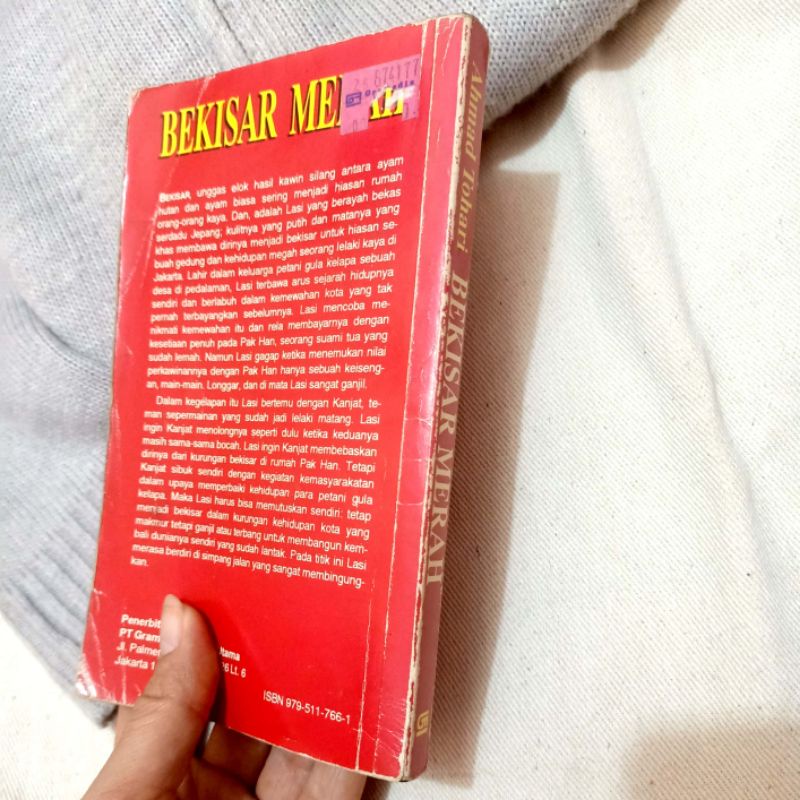 BEKISAR ME
674177
BEKISAR, unggas elok hasil kawin silang antara ayam
hutan dan ayam biasa sering menjadi hiasan rumah
orang-orang kaya. Dan, adalah Lasi yang berayah bekas
serdadu Jepang; kulitnya yang putih dan matanya yang
khas membawa dirinya menjadi bekisar untuk hiasan se-
buah gedung dan kehidupan megah seorang lelaki kaya di
Jakarta. Lahir dalam keluarga petani gula kelapa sebuah
desa di pedalaman, Lasi terbawa arus sejarah hidupnya
sendiri dan berlabuh dalam kemewahan kota yang tak
pernah terbayangkan sebelumnya. Lasi mencoba me-
nikmati kemewahan itu dan rela membayarnya dengan
kesetiaan penuh pada Pak Han, seorang suami tua yang
sudah lemah. Namun Lasi gagap ketika menemukan nilai
perkawinannya dengan Pak Han hanya sebuah keiseng-
an, main-main. Longgar, dan di mata Lasi sangat ganjil.
Dalam kegelapan itu Lasi bertemu dengan Kanjat, te-
man sepermainan yang sudah jadi lelaki matang. Lasi
ingin Kanjat menolongnya seperti dulu ketika keduanya
masih sama-sama bocah. Lasi ingin Kanjat membebaskan
dirinya dari kurungan bekisar di rumah Pak Han. Tetapi
Kanjat sibuk sendiri dengan kegiatan kemasyarakatan
dalam upaya memperbaiki kehidupan para petani gula
kelapa. Maka Lasi harus bisa memutuskan sendiri: tetap
menjadi bekisar dalam kurungan kehidupan kota yang
makmur tetapi ganjil atau terbang untuk membangun kem-
bali dunianya sendiri yang sudah lantak. Pada titik ini Lasi
merasa berdiri di simpang jalan yang sangat membingung-
kan.
Penerbit
PT Gram tama
Jl. Palmer 6 Lt. 6
Jakarta 1
ISBN 979-511-766-1
Ahmad Tohari BEKISAR MERAH